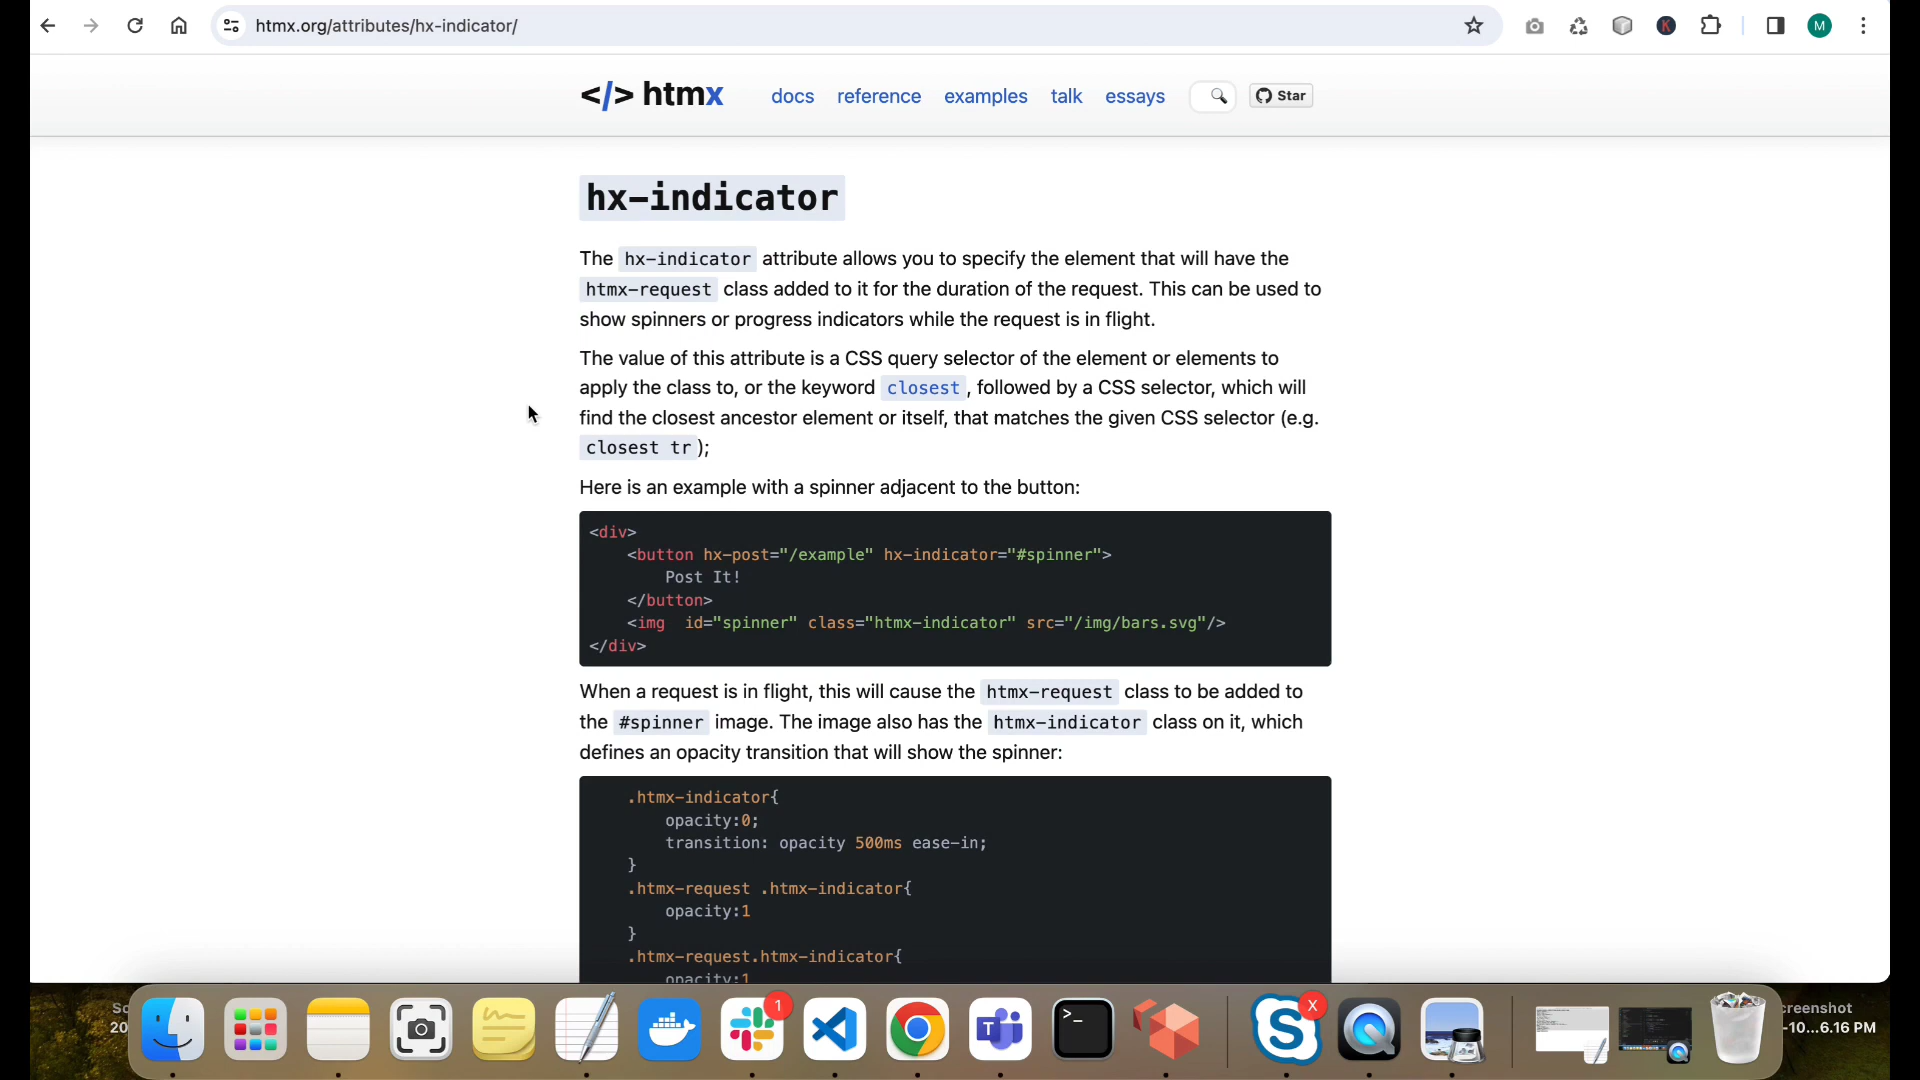 htmx.org/attributes/hx-indicator/
K
M
</> htmx
docs reference examples talk essays
Star
hx-indicator
The hx-indicator attribute allows you to specify the element that will have the
htmx-request class added to it for the duration of the request. This can be used to
show spinners or progress indicators while the request is in flight.
The value of this attribute is a CSS query selector of the element or elements to
apply the class to, or the keyword closest, followed by a CSS selector, which will
find the closest ancestor element or itself, that matches the given CSS selector (e.g.
closest tr);
Here is an example with a spinner adjacent to the button:
<div>
<button hx-post="/example" hx-indicator="#spinner">
Post It!
</button>
<img  id="spinner" class="htmx-indicator" src="/img/bars.svg"/>
</div>
When a request is in flight, this will cause the htmx-request class to be added to
the #spinner image. The image also has the htmx-indicator class on it, which
defines an opacity transition that will show the spinner:
.htmx-indicator{
opacity:0;
transition: opacity 500ms ease-in;
}
.htmx-request .htmx-indicator{
opacity:1
}
.htmx-request.htmx-indicator{
opacity:1
Sc
20
1
T
>_
S
X
creenshot
-10...6.16 PM